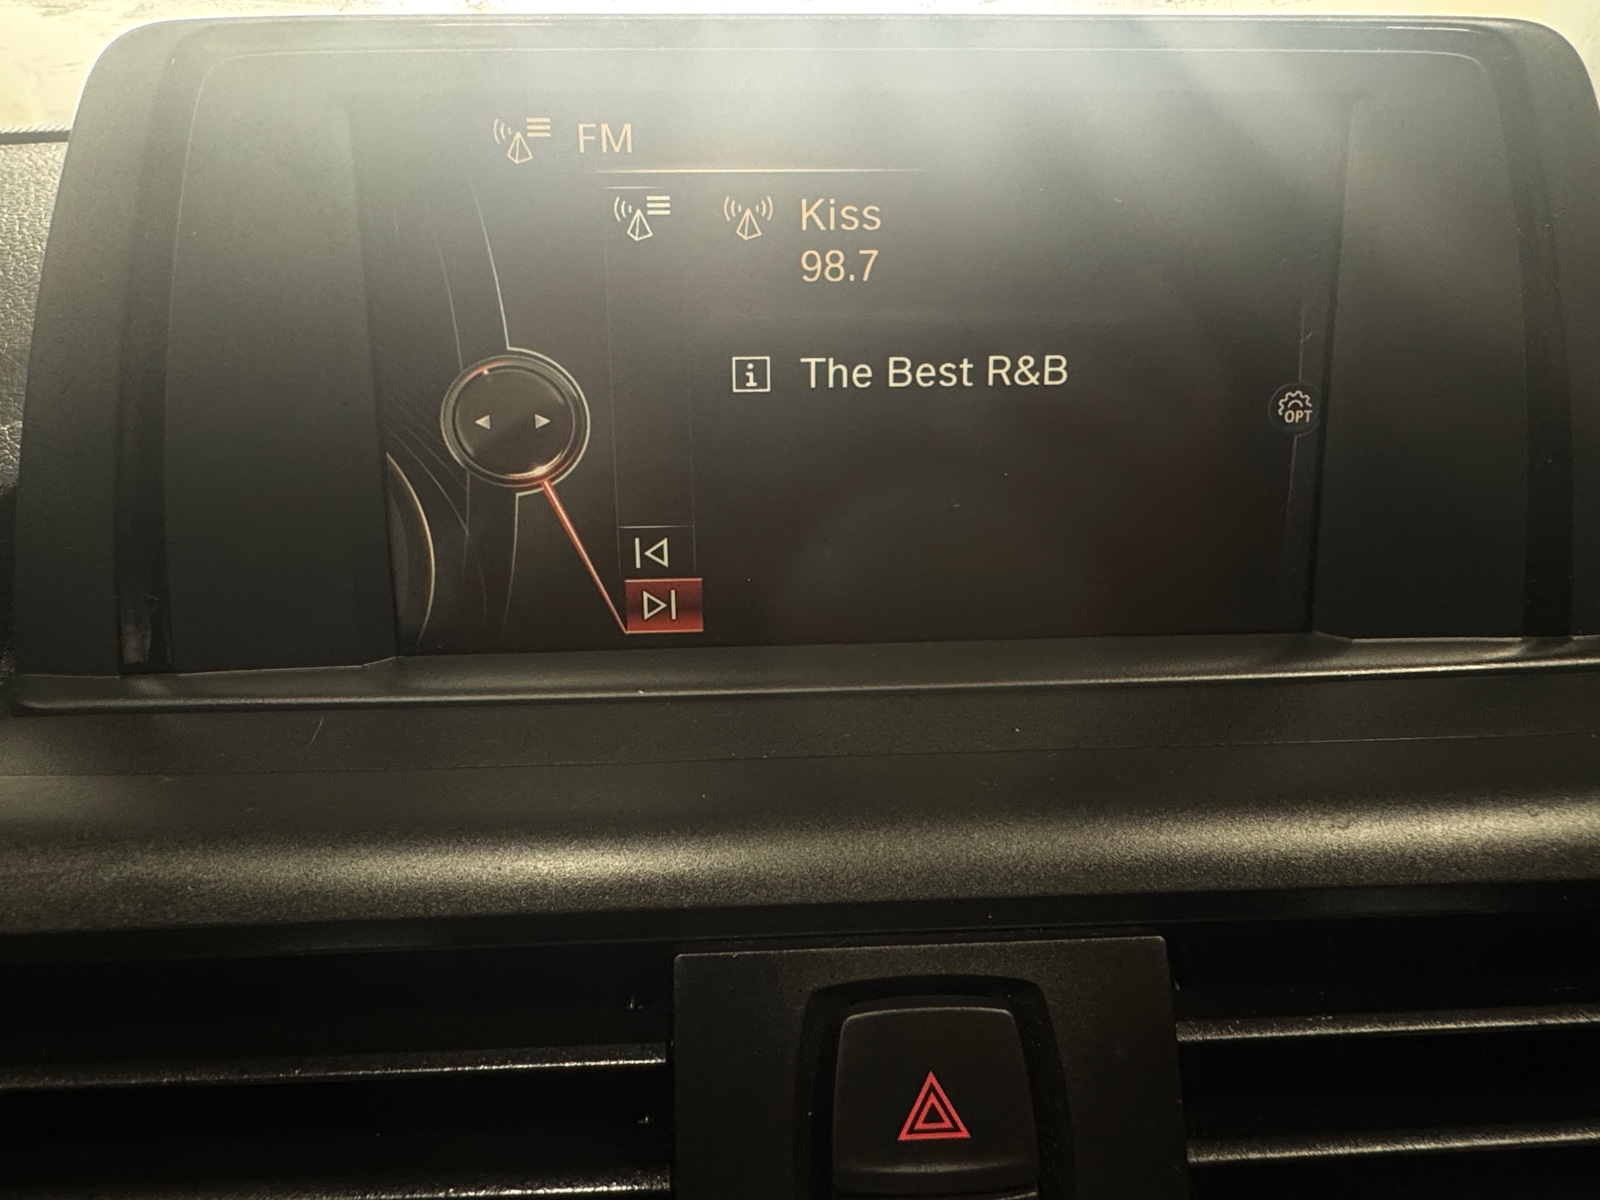 FM
Kiss
98.7
i The Best R&B
OPT